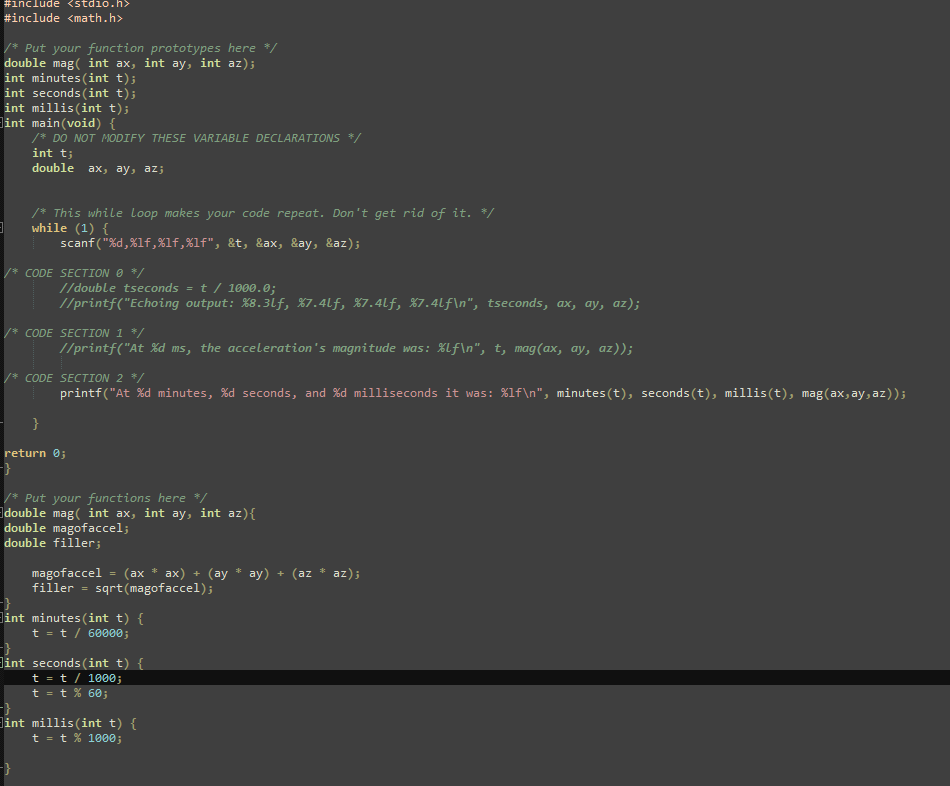 #include <stdio.h>
#include <math.h>
/* Put your function prototypes here */
double mag( int ax, int ay, int az);
int minutes(int t);
int seconds(int t);
int millis(int t);
int main(void) {
/* DO NOT MODIFY THESE VARIABLE DECLARATIONS */
int t;
double  ax, ay, az;
/* This while loop makes your code repeat. Don't get rid of it. */
while (1) {
scanf("%d,%lf,%lf,%lf", &t, &ax, &ay, &az);
/* CODE SECTION 0 */
//double tseconds = t / 1000.0;
//printf("Echoing output: %8.3lf, %7.4lf, %7.4lf, %7.4lf\n", tseconds, ax, ay, az);
/* CODE SECTION 1 */
//printf("At %d ms, the acceleration's magnitude was: %lf\n", t, mag(ax, ay, az));
/* CODE SECTION 2 */
printf("At %d minutes, %d seconds, and %d milliseconds it was: %lf\n", minutes(t), seconds(t), millis(t), mag(ax,ay,az));
}
return 0;
}
/* Put your functions here */
double mag( int ax, int ay, int az){
double magofaccel;
double filler;
magofaccel = (ax * ax) + (ay * ay) + (az * az);
filler = sqrt(magofaccel);
}
int minutes(int t) {
t = t / 60000;
}
int seconds(int t) {
t = t / 1000;
t = t % 60;
}
int millis(int t) {
t = t % 1000;
}